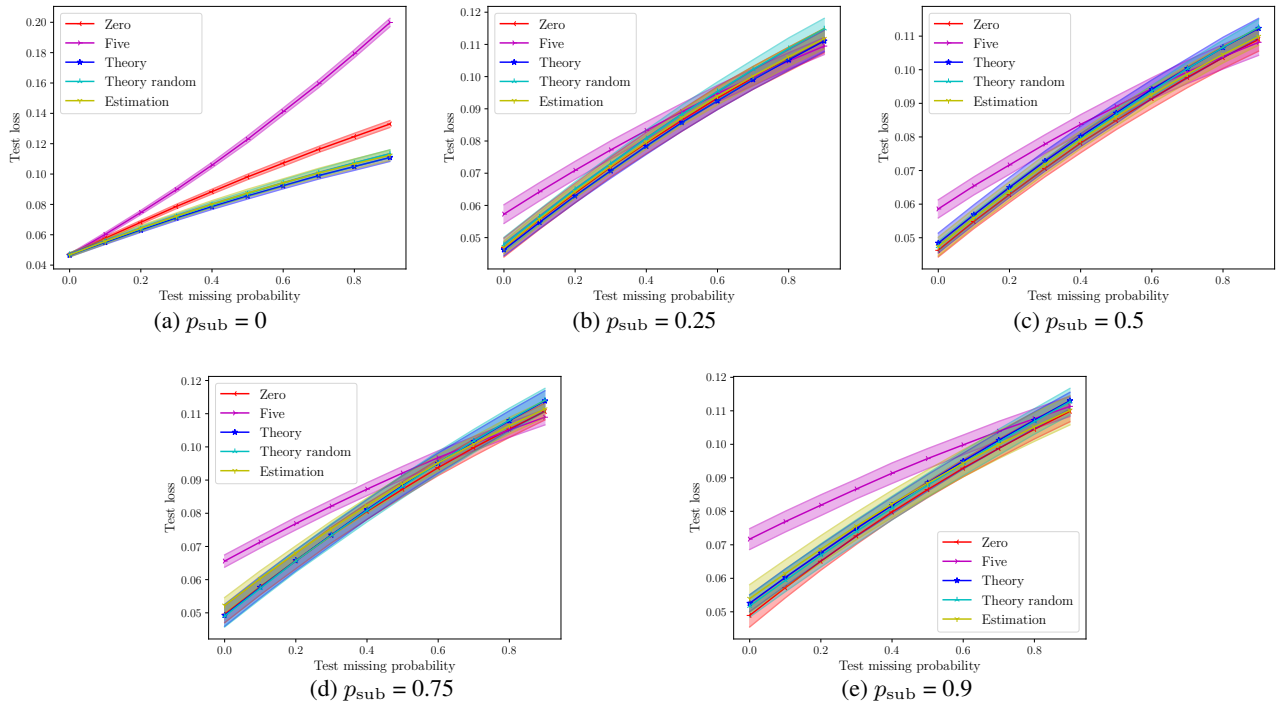 0.20
0.18
0.16
0.14
0.12
0.10
0.08
0.06
0.04
Test loss
Zero
Five
Theory
Theory random
Estimation
0.0 0.2 0.4 0.6 0.8
Test missing probability
(a) p_sub = 0
0.12
0.11
0.10
0.09
0.08
0.07
0.06
0.05
Test loss
Zero
Five
Theory
Theory random
Estimation
0.0 0.2 0.4 0.6 0.8
Test missing probability
(b) p_sub = 0.25
0.11
0.10
0.09
0.08
0.07
0.06
0.05
Test loss
Zero
Five
Theory
Theory random
Estimation
0.0 0.2 0.4 0.6 0.8
Test missing probability
(c) p_sub = 0.5
0.12
0.11
0.10
0.09
0.08
0.07
0.06
0.05
Test loss
Zero
Five
Theory
Theory random
Estimation
0.0 0.2 0.4 0.6 0.8
Test missing probability
(d) p_sub = 0.75
0.12
0.11
0.10
0.09
0.08
0.07
0.06
0.05
Test loss
Zero
Five
Theory
Theory random
Estimation
0.0 0.2 0.4 0.6 0.8
Test missing probability
(e) p_sub = 0.9